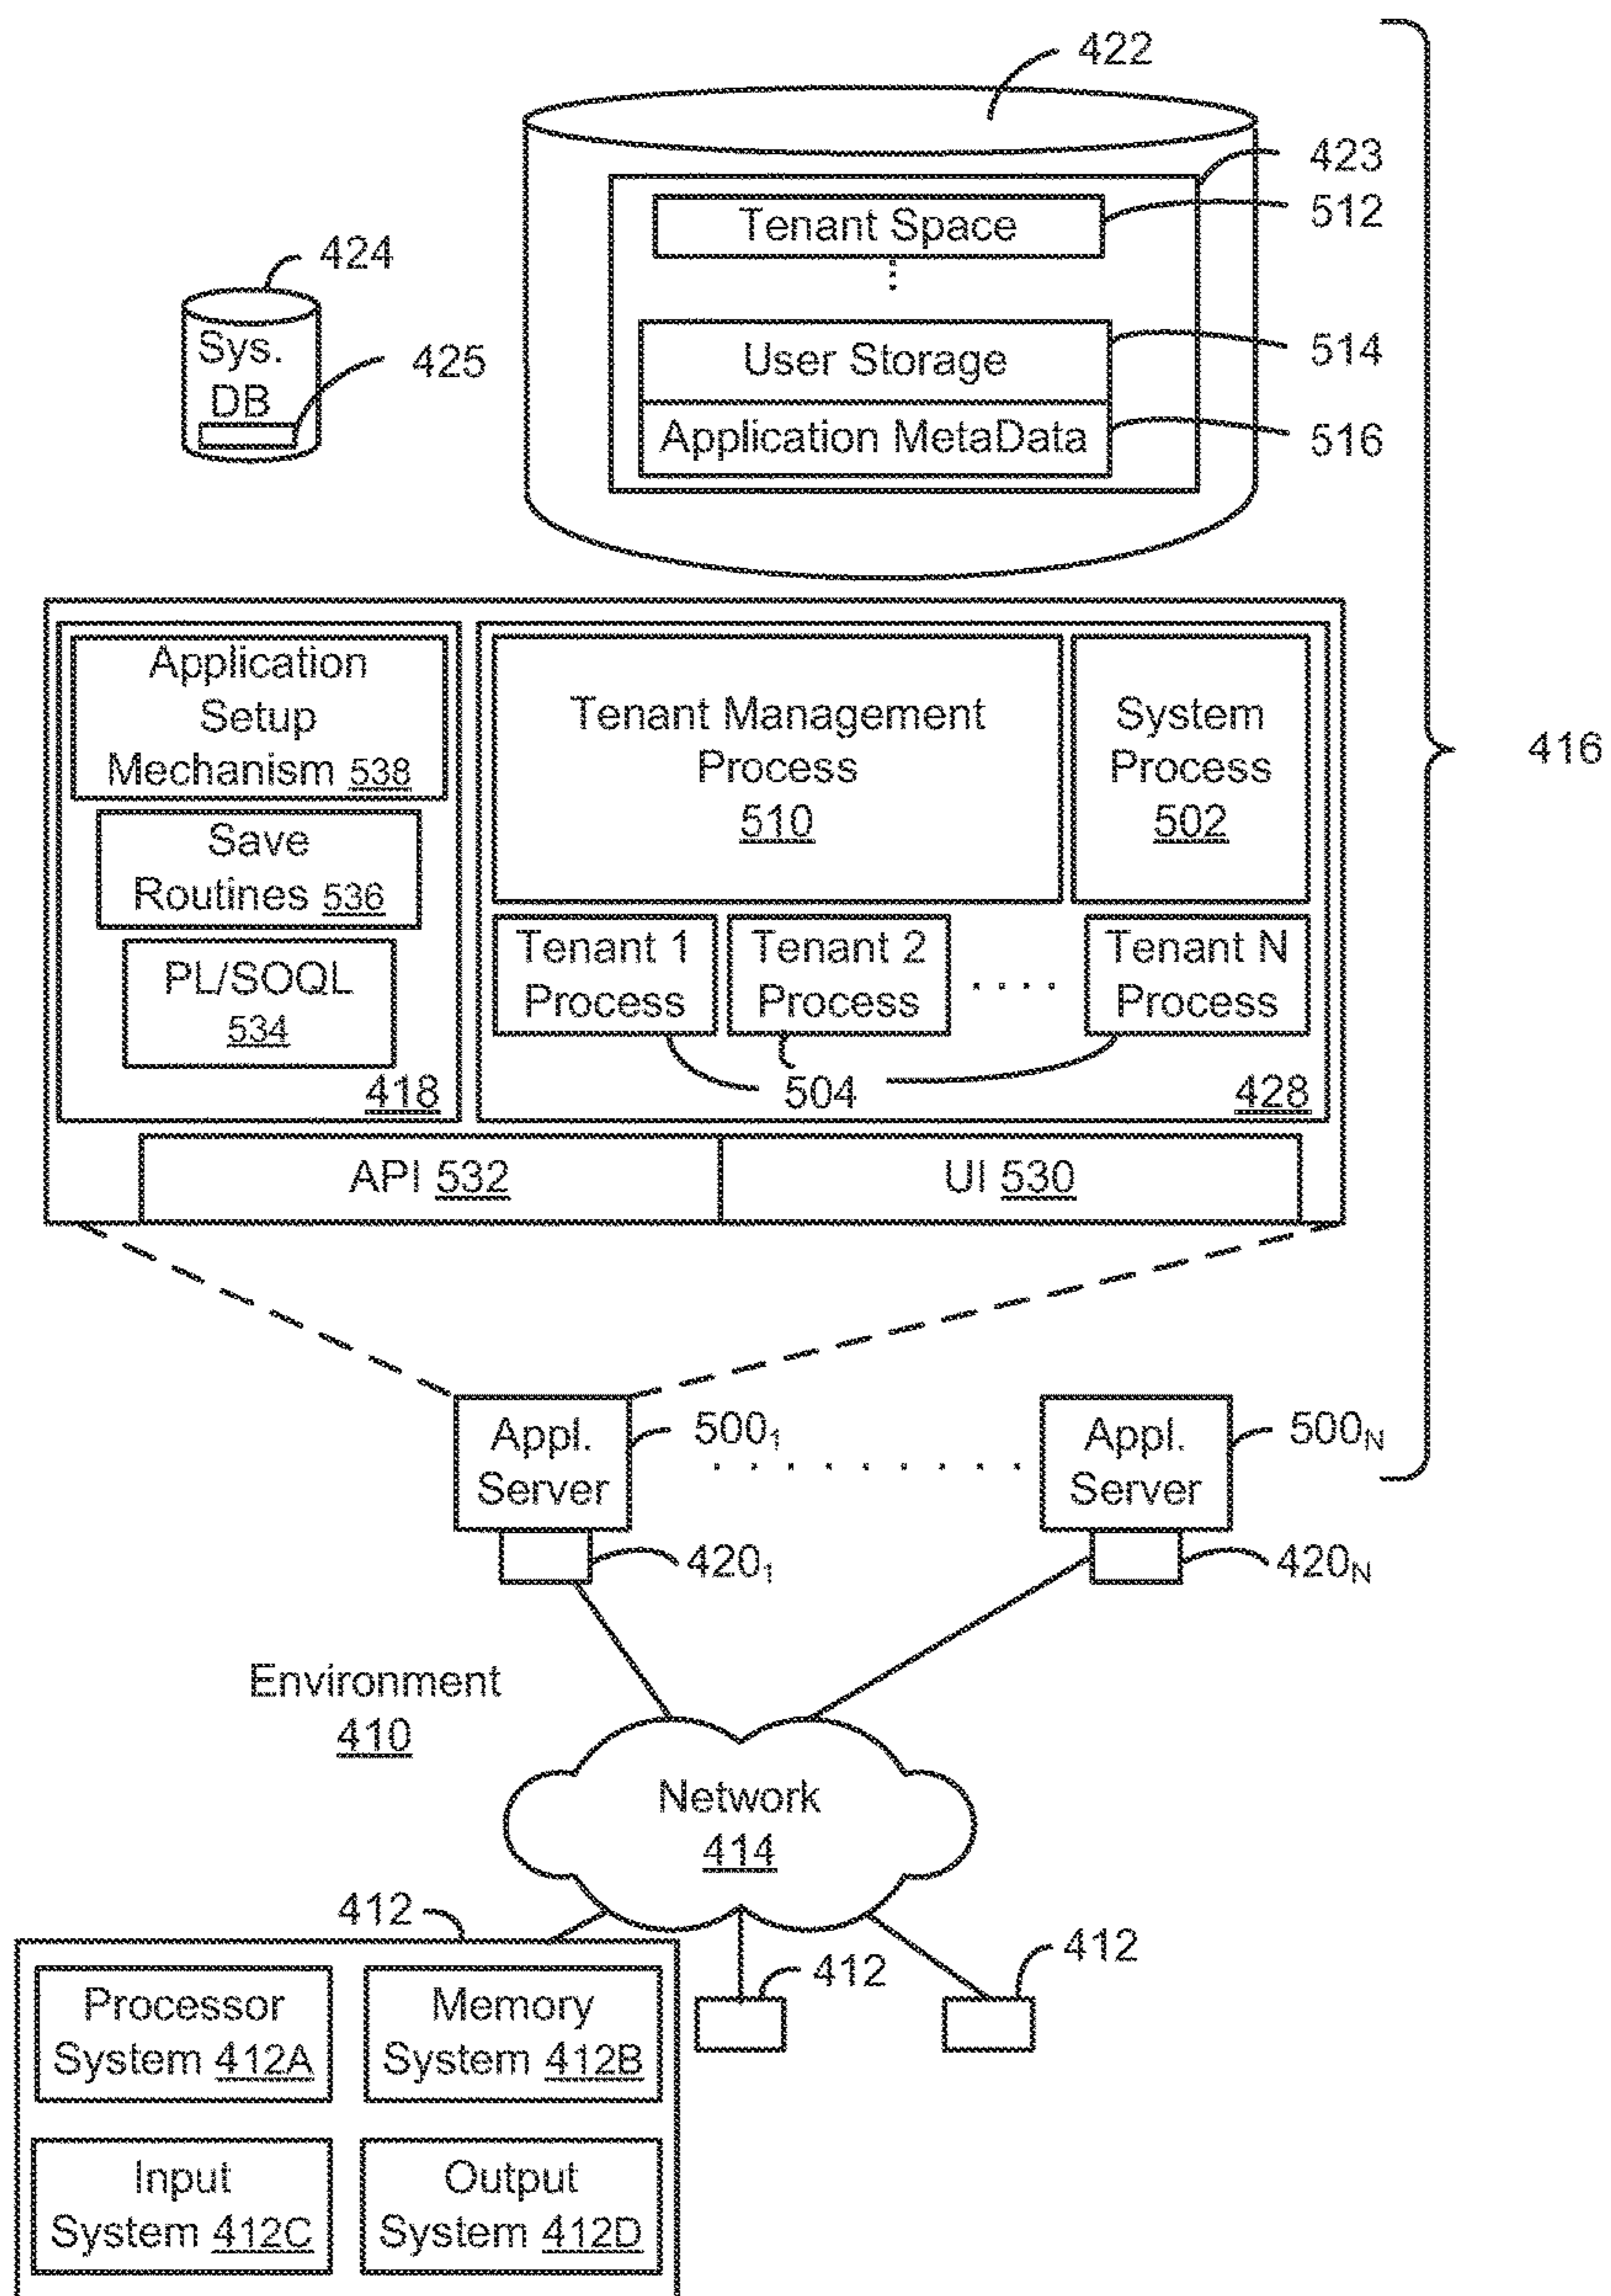 422
423
Tenant Space
512
424
Sys.
DB
425
User Storage
514
Application MetaData
516
Application
Setup
Mechanism 538
Tenant Management
Process
510
System
Process
502
416
Save
Routines 536
PL/SOQL
534
418
Tenant 1
Process
Tenant 2
Process
Tenant N
Process
504
428
API 532
UI 530
Appl.
Server
500₁
Appl.
Server
500N
420₁
420N
Environment
410
Network
414
412
412
412
Processor
System 412A
Memory
System 412B
Input
System 412C
Output
System 412D